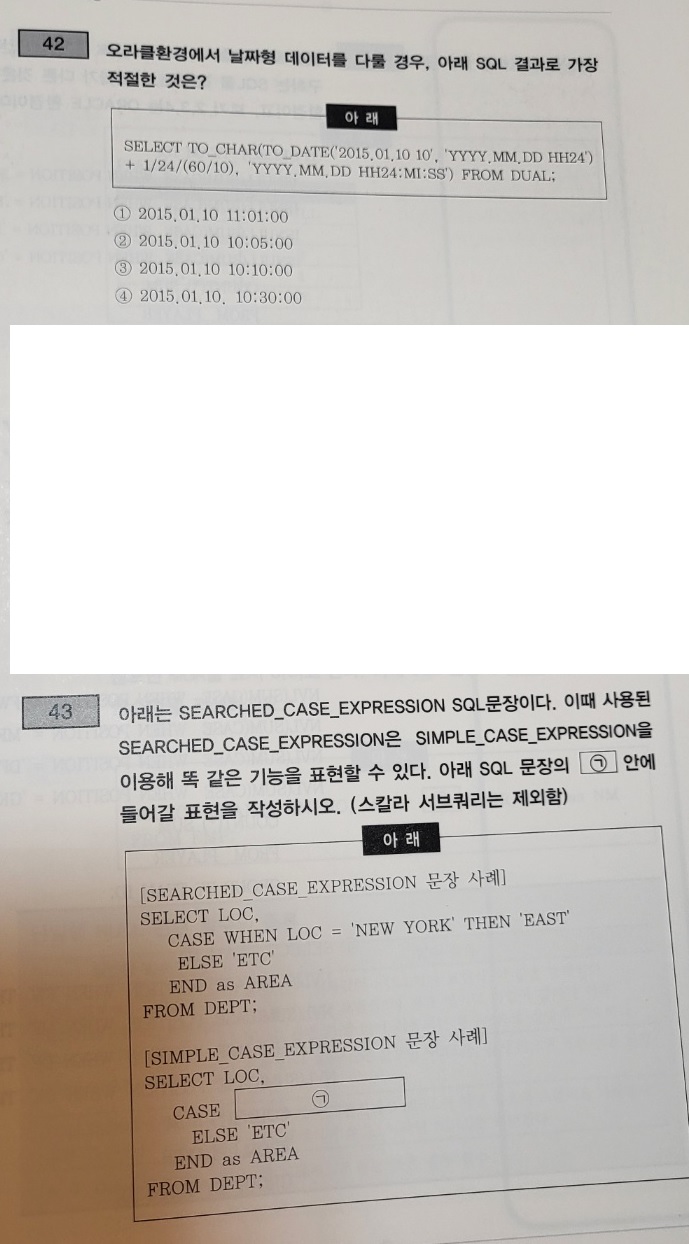 42
오라클환경에서 날짜형 데이터를 다룰 경우, 아래 SQL 결과로 가장
적절한 것은?
아 래
SELECT TO_CHAR(TO_DATE('2015.01.10 10', 'YYYY.MM.DD HH24')
+ 1/24/(60/10), 'YYYY.MM.DD HH24:MI:SS') FROM DUAL;
① 2015.01.10 11:01:00
② 2015.01.10 10:05:00
③ 2015.01.10 10:10:00
④ 2015.01.10. 10:30:00
43
아래는 SEARCHED_CASE_EXPRESSION SQL문장이다. 이때 사용된
SEARCHED_CASE_EXPRESSION은 SIMPLE_CASE_EXPRESSION을
이용해 똑 같은 기능을 표현할 수 있다. 아래 SQL 문장의 ㉠ 안에
들어갈 표현을 작성하시오. (스칼라 서브쿼리는 제외함)
아 래
[SEARCHED_CASE_EXPRESSION 문장 사례]
SELECT LOC,
CASE WHEN LOC = 'NEW YORK' THEN 'EAST'
ELSE 'ETC'
END as AREA
FROM DEPT;
[SIMPLE_CASE_EXPRESSION 문장 사례]
SELECT LOC,
CASE ㉠
ELSE 'ETC'
END as AREA
FROM DEPT;